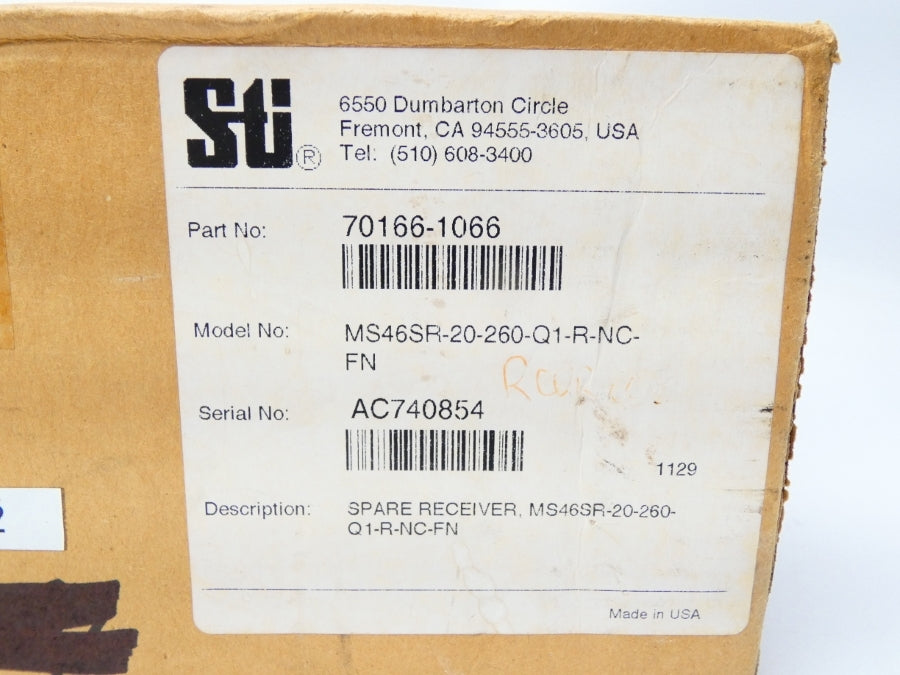 Sti ®
6550 Dumbarton Circle
Fremont, CA 94555-3605, USA
Tel: (510) 608-3400
Part No: 70166-1066
Model No: MS46SR-20-260-Q1-R-NC-
FN
Serial No: AC740854
1129
Description: SPARE RECEIVER, MS46SR-20-260-
Q1-R-NC-FN
Made in USA
2